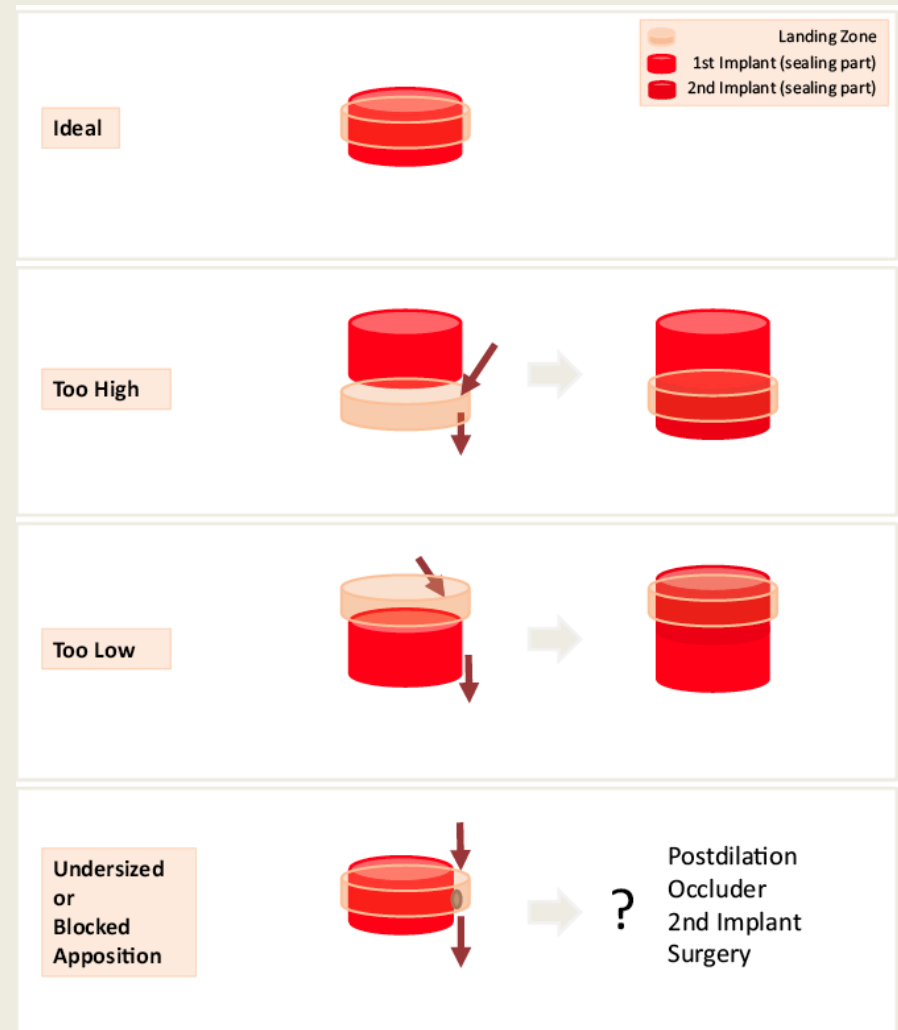 Landing Zone
1st Implant (sealing part)
2nd Implant (sealing part)
Ideal
Too High
Too Low
Undersized
or
Blocked
Apposition
?
Postdilation
Occluder
2nd Implant
Surgery